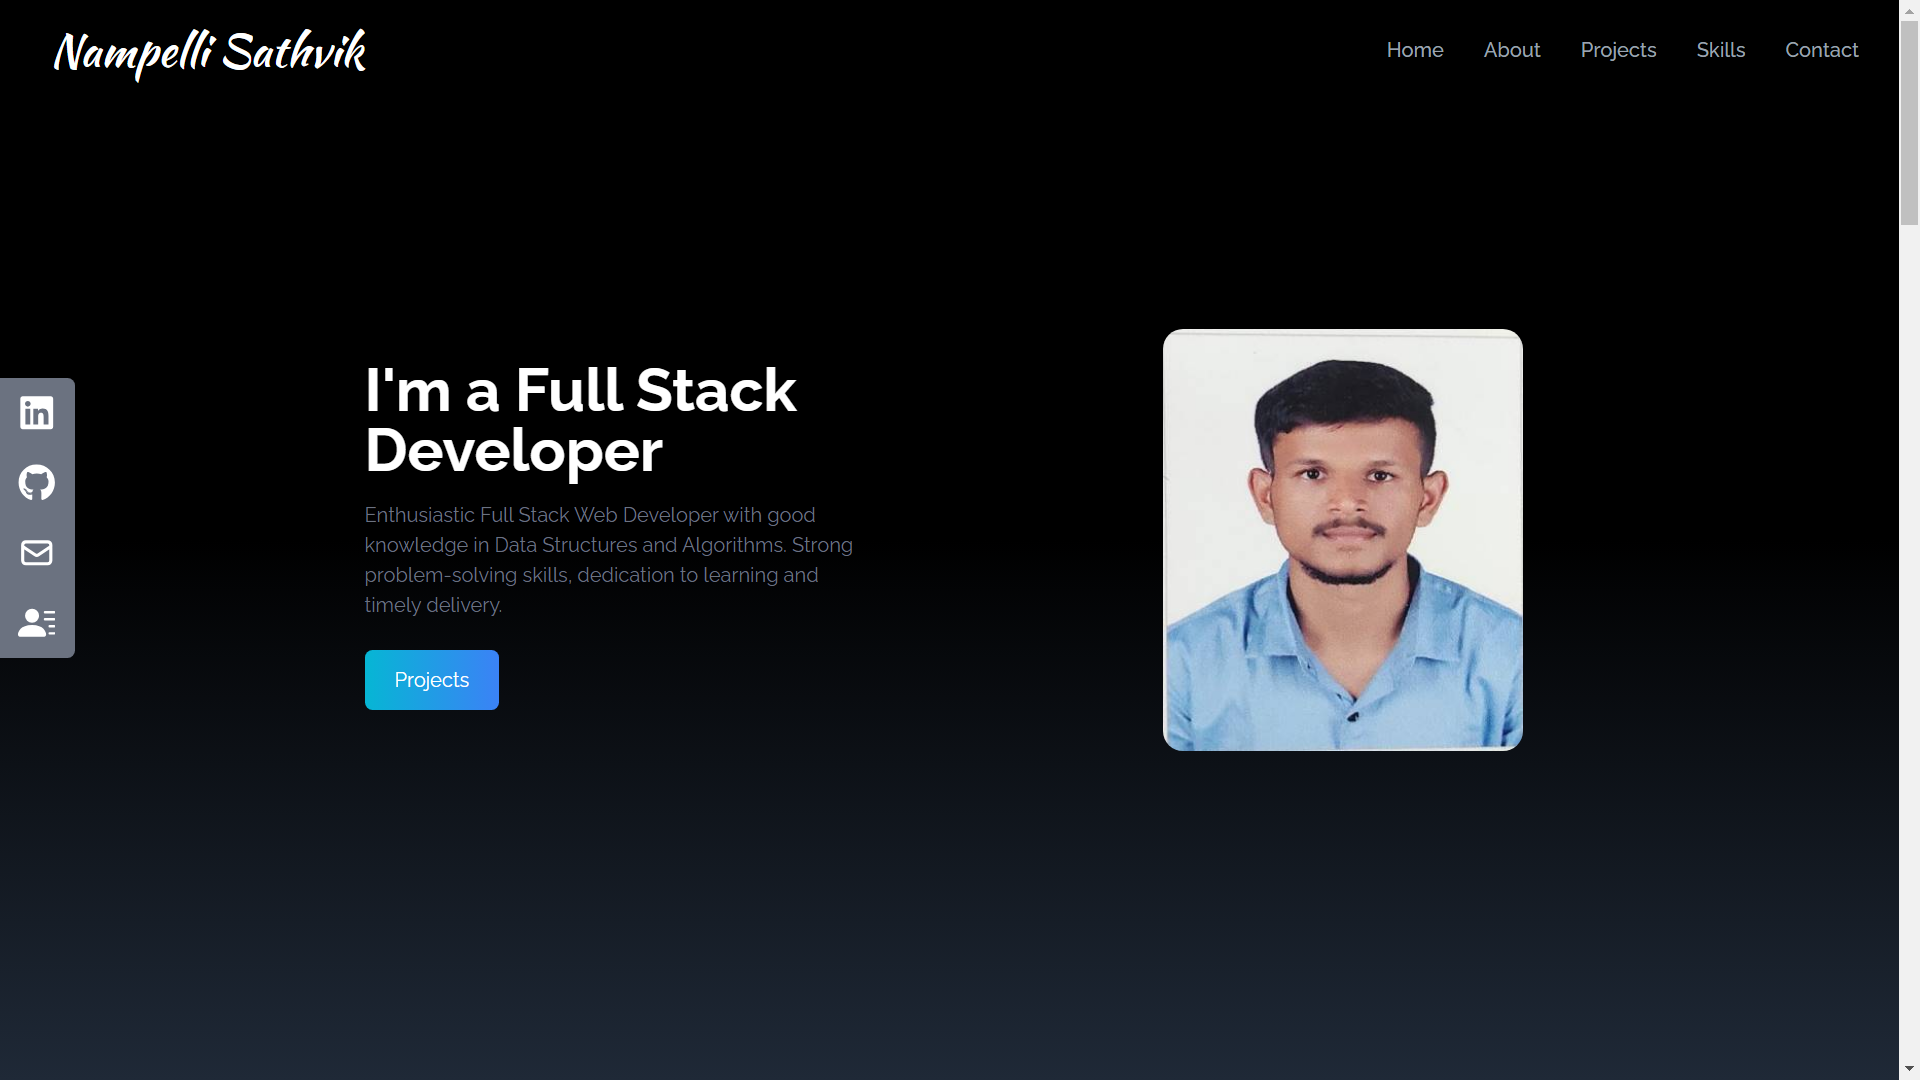 Nampelli Sathvik
Home
About
Projects
Skills
Contact
I'm a Full Stack
Developer
Enthusiastic Full Stack Web Developer with good
knowledge in Data Structures and Algorithms. Strong
problem-solving skills, dedication to learning and
timely delivery.
Projects
in